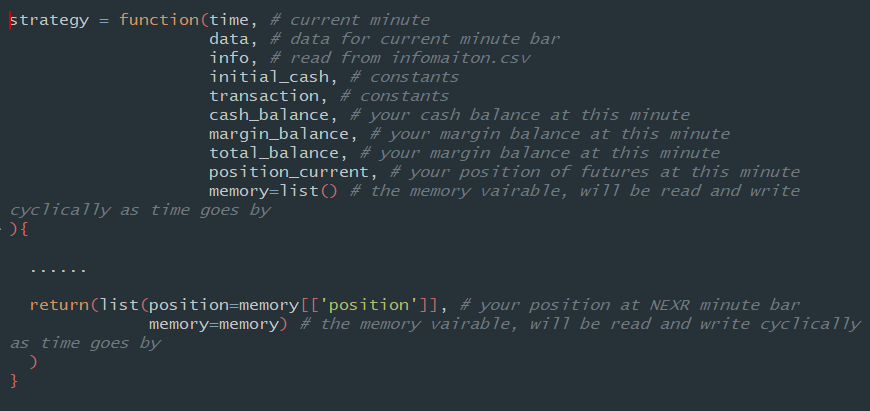 strategy = function(time, # current minute
data, # data for current minute bar
info, # read from infomaiton.csv
initial_cash, # constants
transaction, # constants
cash_balance, # your cash balance at this minute
margin_balance, # your margin balance at this minute
total_balance, # your margin balance at this minute
position_current, # your position of futures at this minute
memory=list() # the memory vairable, will be read and write
cyclically as time goes by
){
......
return(list(position=memory[['position']], # your position at NEXR minute bar
memory=memory) # the memory vairable, will be read and write cyclically
as time goes by
)
}